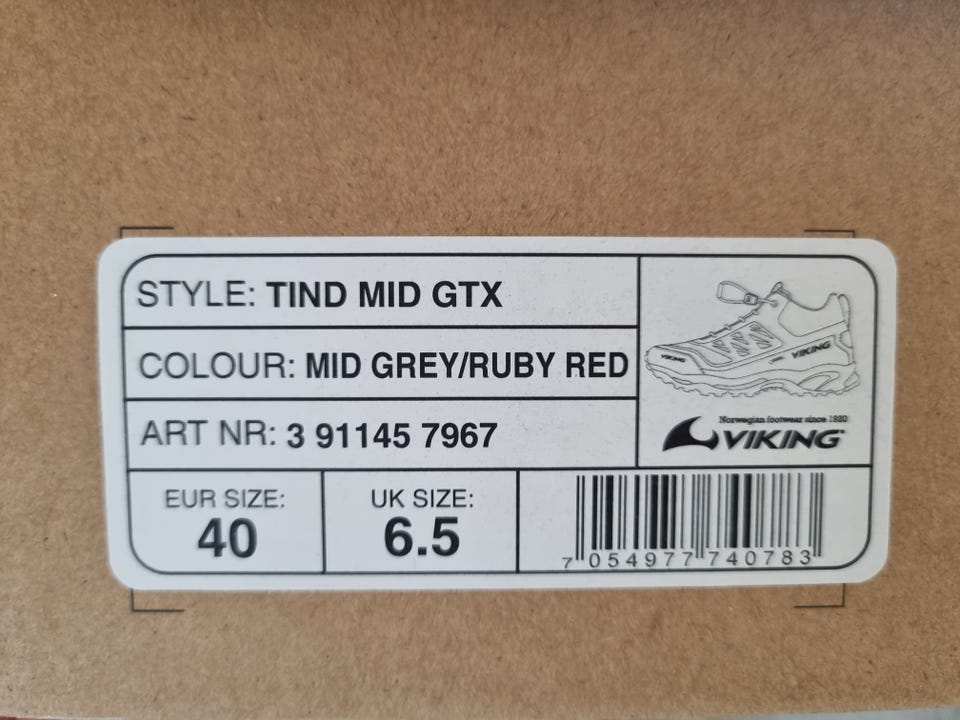 STYLE: TIND MID GTX
COLOUR: MID GREY/RUBY RED
ART NR: 3 91145 7967
VIKING
VIKING
Norwegian footwear since 1920
VIKING
EUR SIZE:
40
UK SIZE:
6.5
7 054977 740783